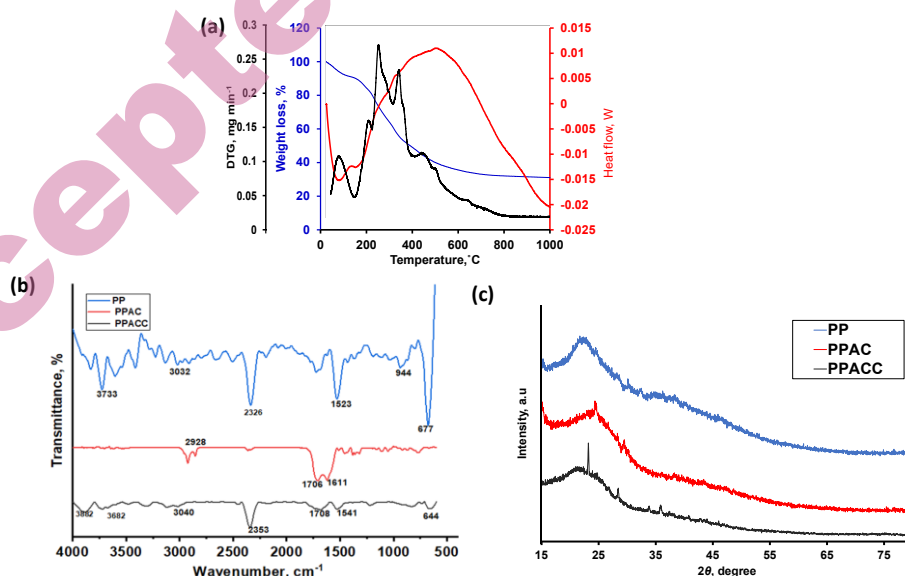 cepte
(a)
0.3
0.25
0.2
0.15
0.1
0.05
0
DTG, mg min⁻¹
120
100
80
60
40
20
0
Weight loss, %
0.015
0.01
0.005
0
-0.005
-0.01
-0.015
-0.02
-0.025
Heat flow, W
0 200 400 600 800 1000
Temperature,˚C
(b)
PP
PPAC
PPACC
3733
3032
2326
1523
944
677
2928
1706
1611
3882
3682
3040
2353
1708
1541
644
Transmittance, %
4000 3500 3000 2500 2000 1500 1000 500
Wavenumber, cm⁻¹
(c)
PP
PPAC
PPACC
Intensity, a.u
15 25 35 45 55 65 75
2θ, degree